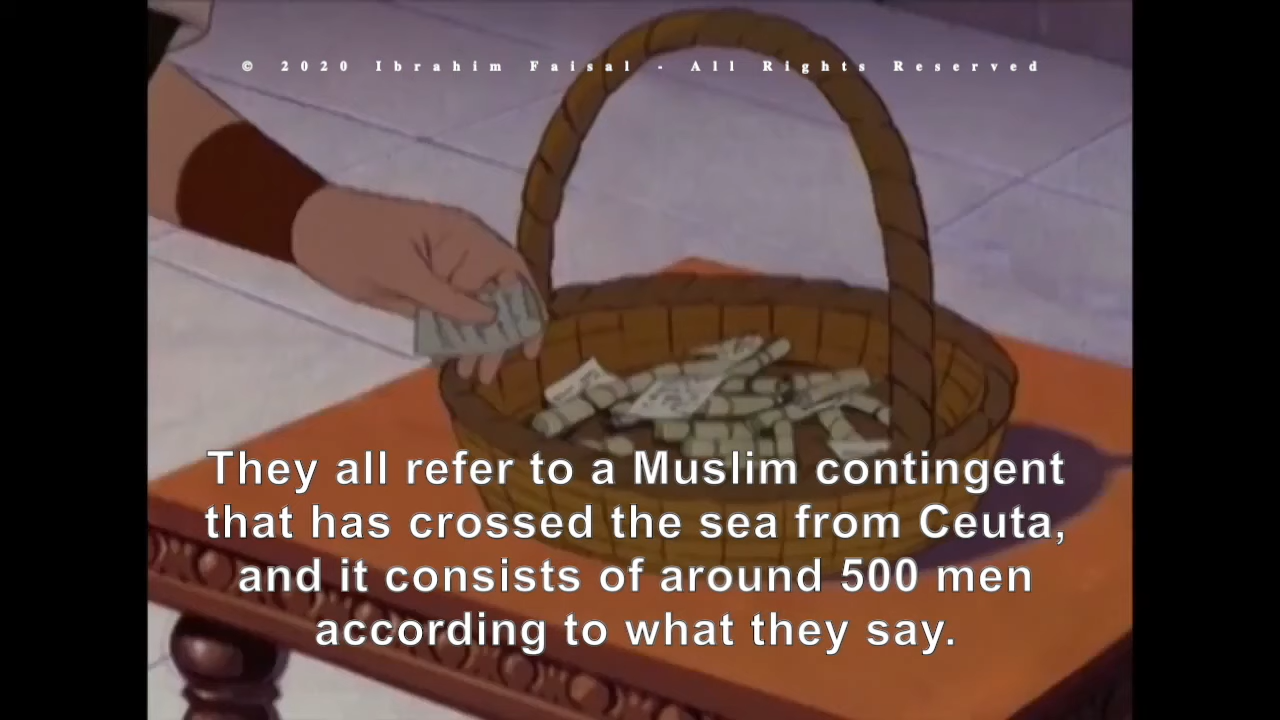 © 2020 Ibrahim Faisal - All Rights Reserved
They all refer to a Muslim contingent
that has crossed the sea from Ceuta,
and it consists of around 500 men
according to what they say.